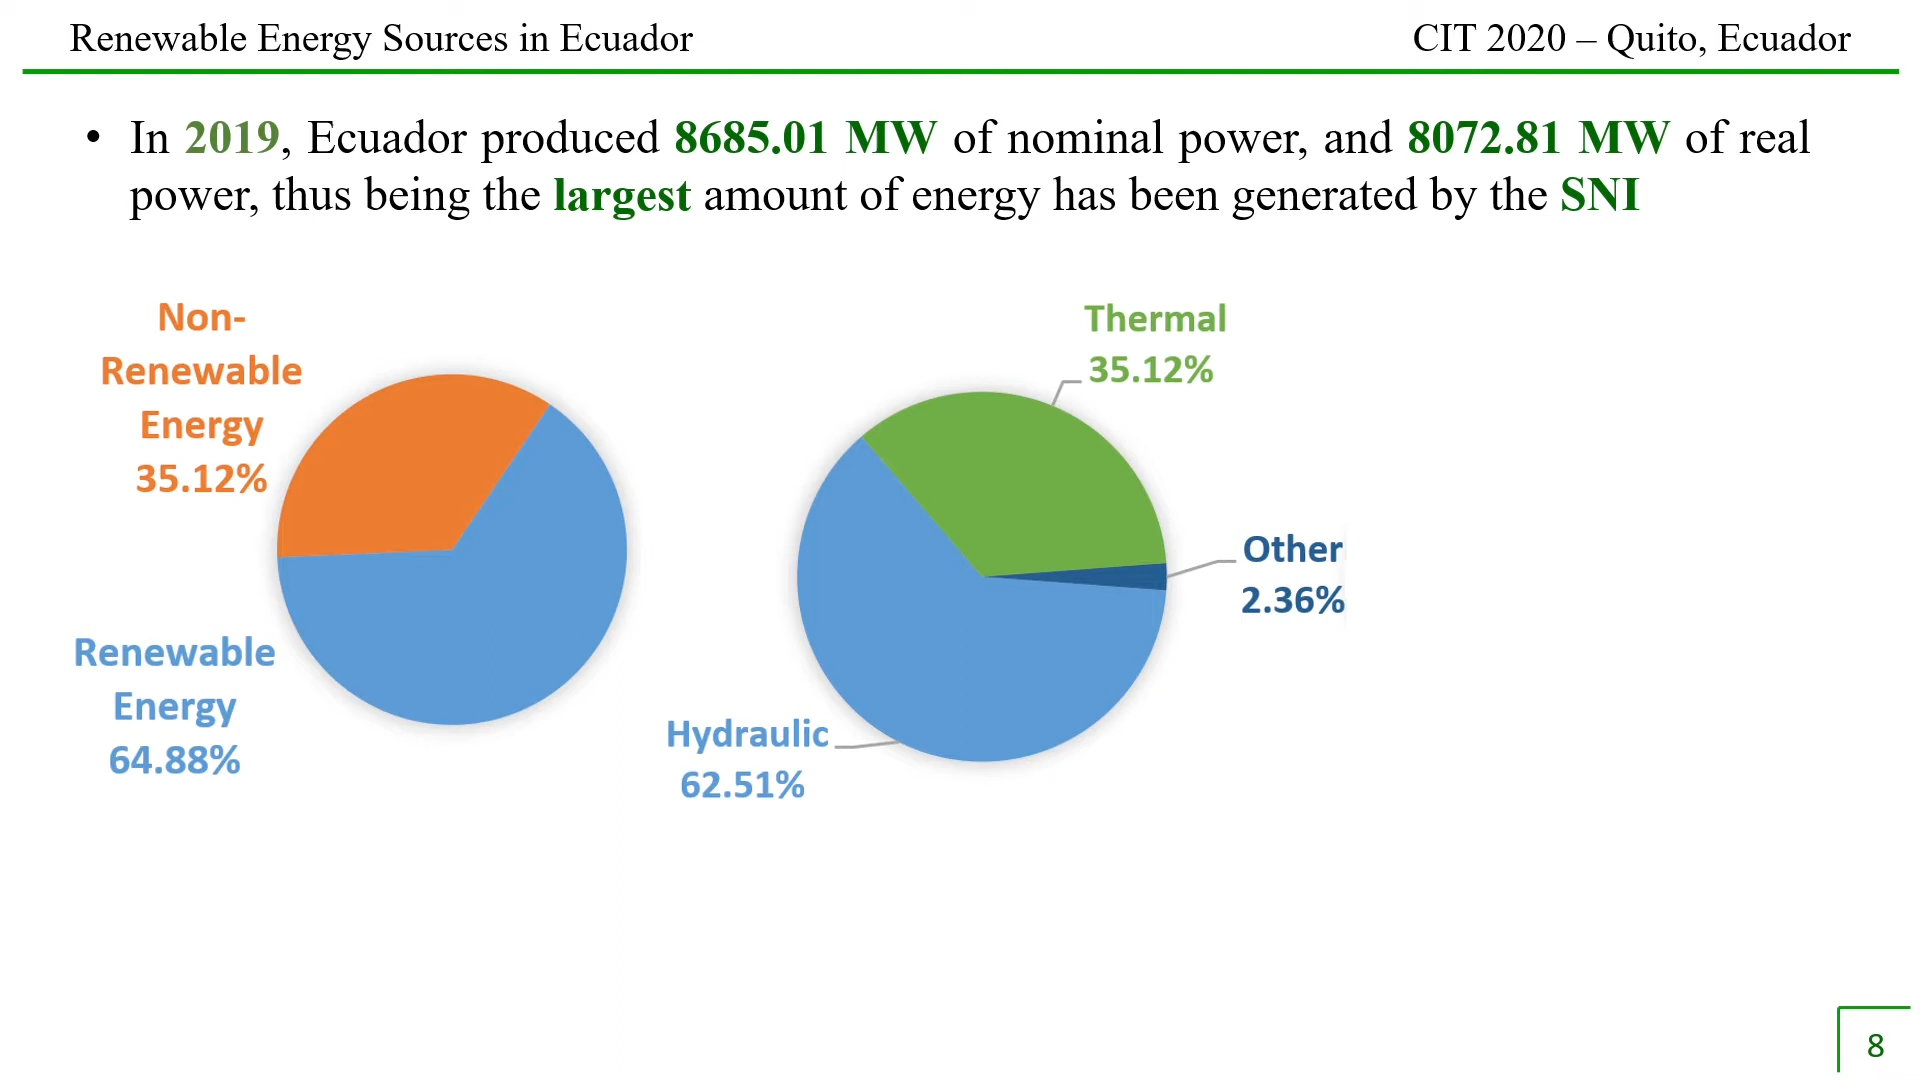 Renewable Energy Sources in Ecuador
CIT 2020 – Quito, Ecuador
• In 2019, Ecuador produced 8685.01 MW of nominal power, and 8072.81 MW of real
power, thus being the largest amount of energy has been generated by the SNI
Non-
Renewable
Energy
35.12%
Renewable
Energy
64.88%
Thermal
35.12%
Other
2.36%
Hydraulic
62.51%
8